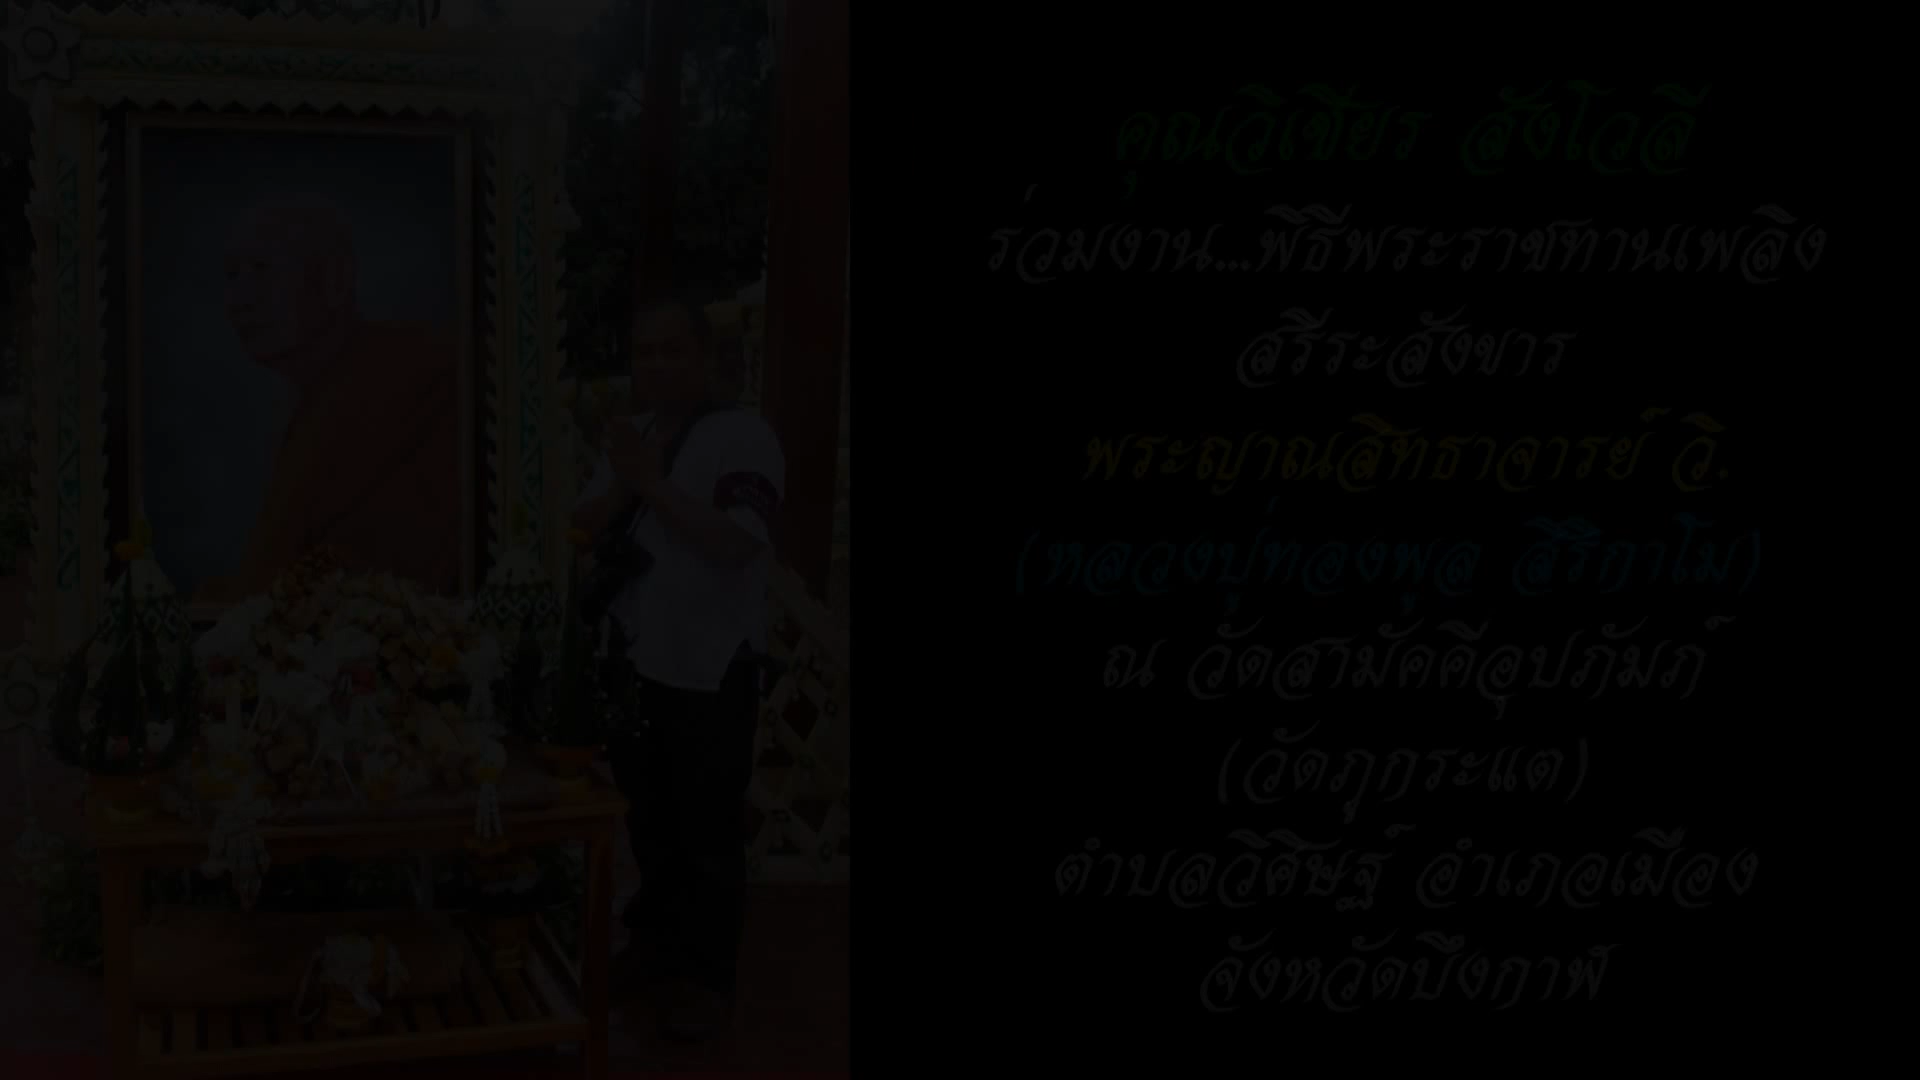 คุณวิเชียร สังโวลี
ร่วมงาน...พิธีพระราชทานเพลิง
สรีระสังขาร
พระญาณสิทธาจารย์ วิ.
(หลวงปู่ทองพูล สิริกาโม)
ณ วัดสามัคคีอุปภัมภ์
(วัดภูกระแต)
ตำบลวิศิษฐ์ อำเภอเมือง
จังหวัดบึงกาฬ